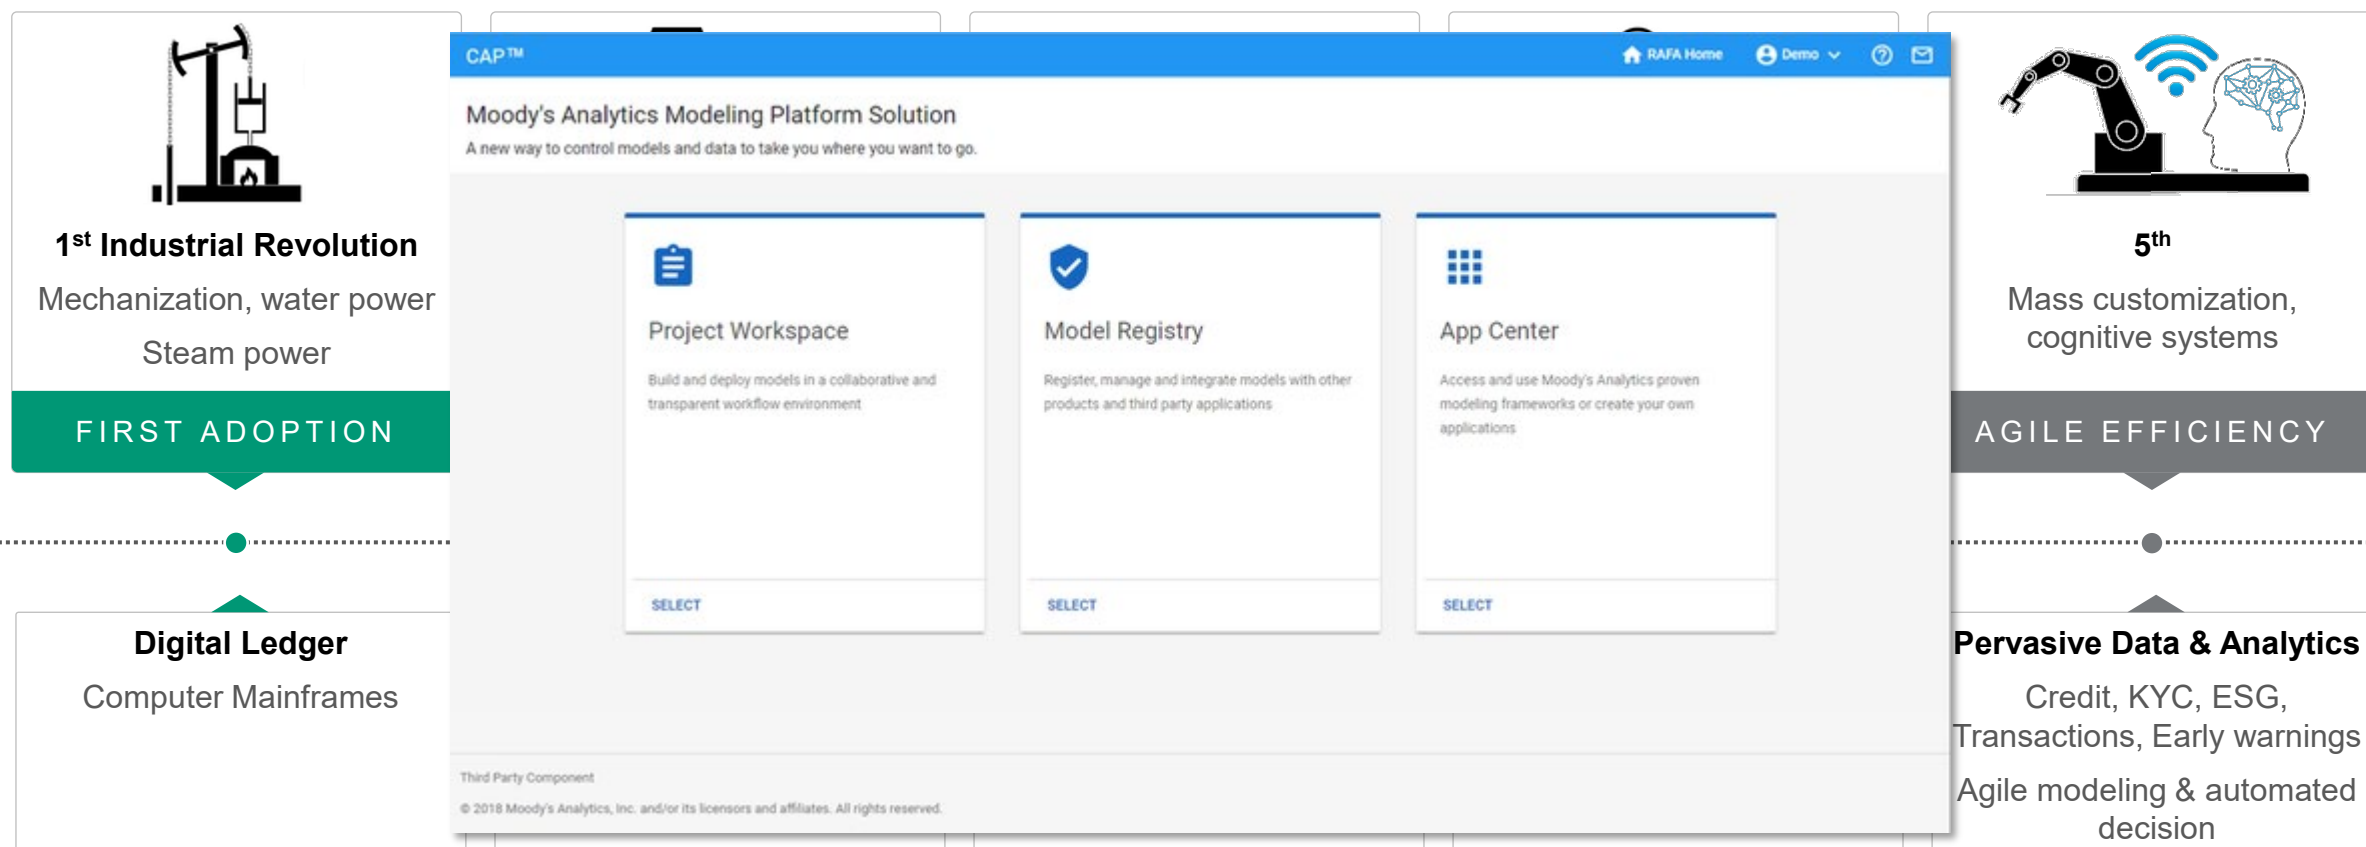 1st Industrial Revolution
Mechanization, water power
Steam power
FIRST ADOPTION
Digital Ledger
Computer Mainframes
CAP™
RAFA Home
Demo
Moody's Analytics Modeling Platform Solution
A new way to control models and data to take you where you want to go.
Project Workspace
Build and deploy models in a collaborative and
transparent workflow environment
SELECT
Model Registry
Register, manage and integrate models with other
products and third party applications
SELECT
App Center
Access and use Moody's Analytics proven
modeling frameworks or create your own
applications
SELECT
Third Party Component
© 2018 Moody's Analytics, Inc. and/or its licensors and affiliates. All rights reserved.
5th
Mass customization,
cognitive systems
AGILE EFFICIENCY
Pervasive Data & Analytics
Credit, KYC, ESG,
Transactions, Early warnings
Agile modeling & automated
decision